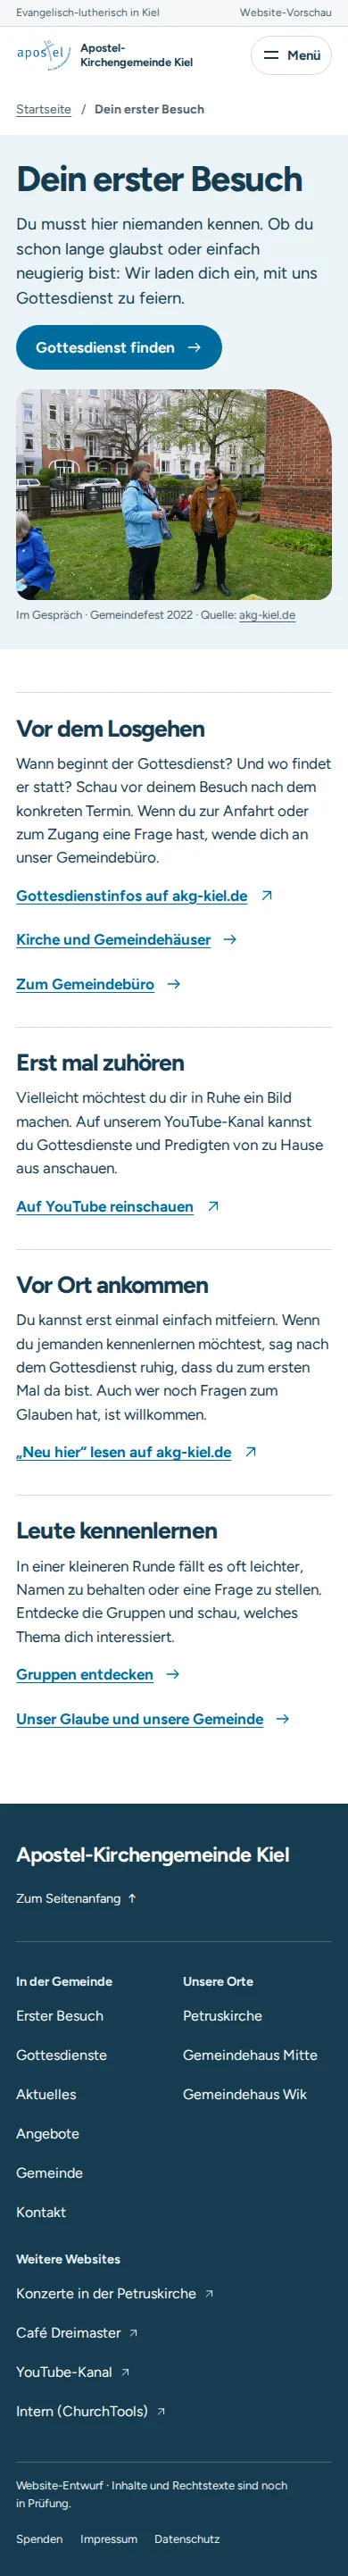 Evangelisch-lutherisch in Kiel
Website-Vorschau
apostel
Apostel-
Kirchengemeinde Kiel
Menü
Startseite / Dein erster Besuch
Dein erster Besuch
Du musst hier niemanden kennen. Ob du
schon lange glaubst oder einfach
neugierig bist: Wir laden dich ein, mit uns
Gottesdienst zu feiern.
Gottesdienst finden →
Im Gespräch · Gemeindefest 2022 · Quelle: akg-kiel.de
Vor dem Losgehen
Wann beginnt der Gottesdienst? Und wo findet
er statt? Schau vor deinem Besuch nach dem
konkreten Termin. Wenn du zur Anfahrt oder
zum Zugang eine Frage hast, wende dich an
unser Gemeindebüro.
Gottesdienstinfos auf akg-kiel.de ↗
Kirche und Gemeindehäuser →
Zum Gemeindebüro →
Erst mal zuhören
Vielleicht möchtest du dir in Ruhe ein Bild
machen. Auf unserem YouTube-Kanal kannst
du Gottesdienste und Predigten von zu Hause
aus anschauen.
Auf YouTube reinschauen ↗
Vor Ort ankommen
Du kannst erst einmal einfach mitfeiern. Wenn
du jemanden kennenlernen möchtest, sag nach
dem Gottesdienst ruhig, dass du zum ersten
Mal da bist. Auch wer noch Fragen zum
Glauben hat, ist willkommen.
„Neu hier“ lesen auf akg-kiel.de ↗
Leute kennenlernen
In einer kleineren Runde fällt es oft leichter,
Namen zu behalten oder eine Frage zu stellen.
Entdecke die Gruppen und schau, welches
Thema dich interessiert.
Gruppen entdecken →
Unser Glaube und unsere Gemeinde →
Apostel-Kirchengemeinde Kiel
Zum Seitenanfang ↑
In der Gemeinde
Erster Besuch
Gottesdienste
Aktuelles
Angebote
Gemeinde
Kontakt
Unsere Orte
Petruskirche
Gemeindehaus Mitte
Gemeindehaus Wik
Weitere Websites
Konzerte in der Petruskirche ↗
Café Dreimaster ↗
YouTube-Kanal ↗
Intern (ChurchTools) ↗
Website-Entwurf · Inhalte und Rechtstexte sind noch
in Prüfung.
Spenden Impressum Datenschutz